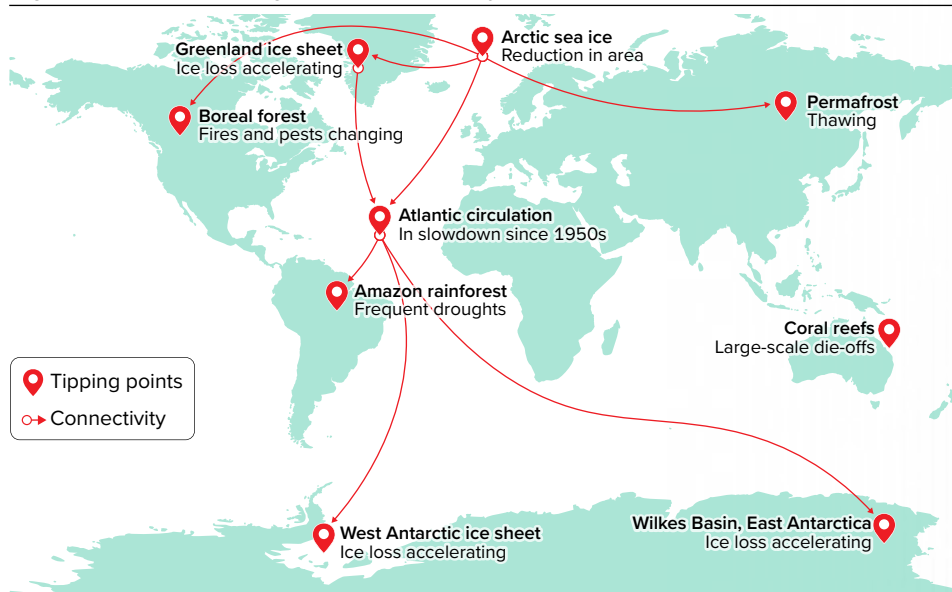 Arctic sea ice
Reduction in area
Greenland ice sheet
Ice loss accelerating
Boreal forest
Fires and pests changing
Permafrost
Thawing
Atlantic circulation
In slowdown since 1950s
Amazon rainforest
Frequent droughts
Coral reefs
Large-scale die-offs
Tipping points
Connectivity
West Antarctic ice sheet
Ice loss accelerating
Wilkes Basin, East Antarctica
Ice loss accelerating